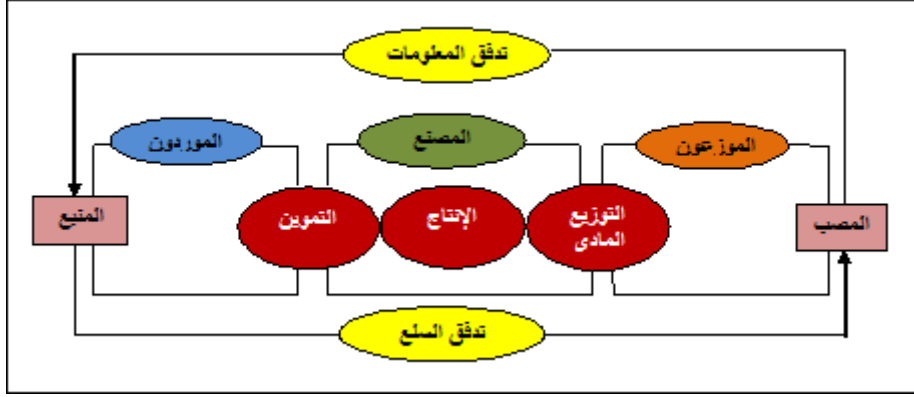 تدفق المعلومات
الموزعون
المصنع
الموردون
المصب
التوزيع
المادى
الإنتاج
التموين
المنبع
تدفق السلع